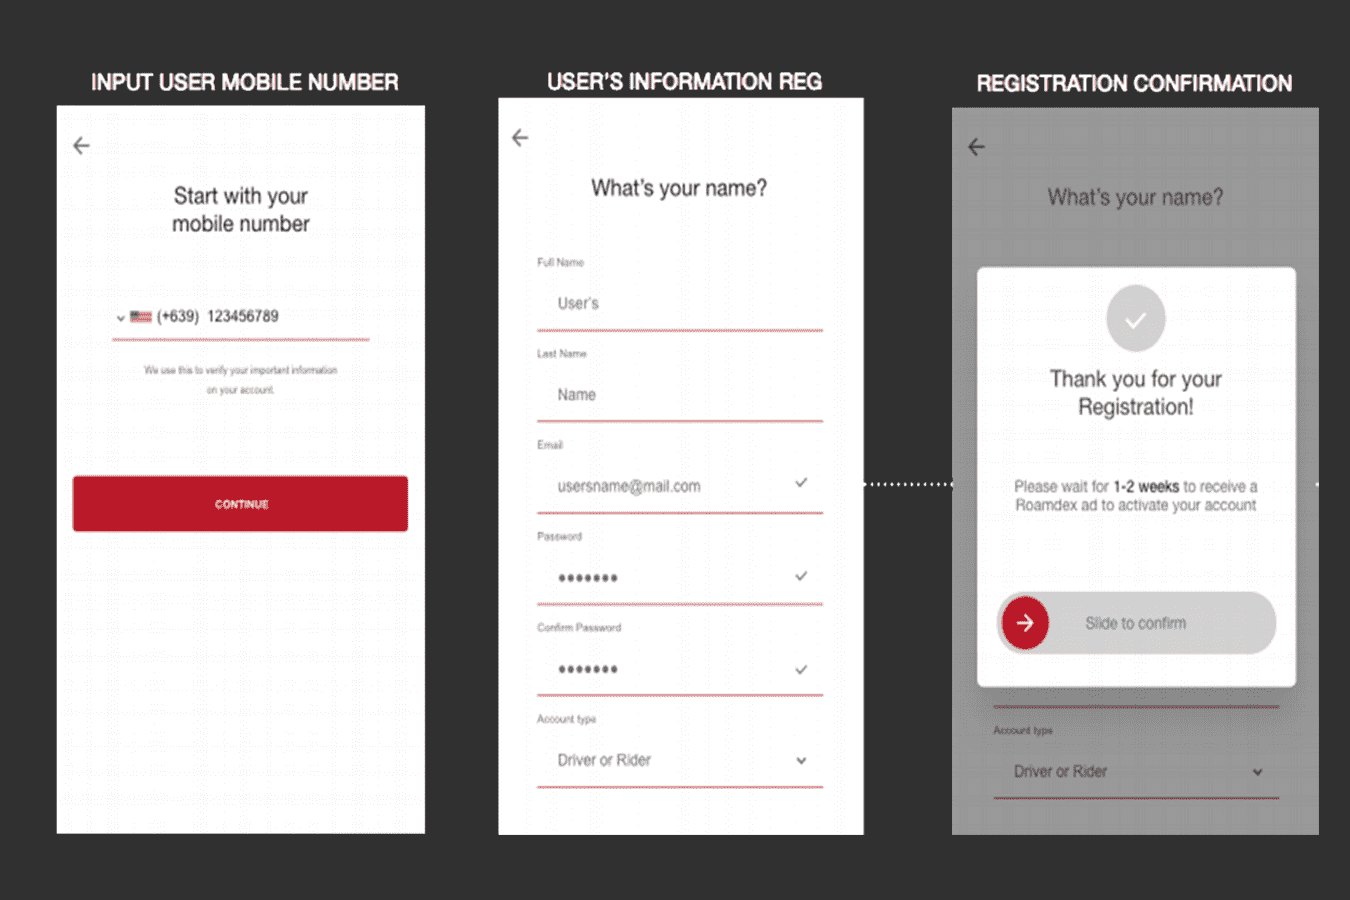 INPUT USER MOBILE NUMBER
Start with your
mobile number
(+639) 123456789
We use this to verify your important information
on your account.
CONTINUE
USER'S INFORMATION REG
What's your name?
Full Name
User's
Last Name
Name
Email
usersname@mail.com
Password
Confirm Password
Account type
Driver or Rider
REGISTRATION CONFIRMATION
What's your name?
Thank you for your
Registration!
Please wait for 1-2 weeks to receive a
Roamdex ad to activate your account
Slide to confirm
Account type
Driver or Rider